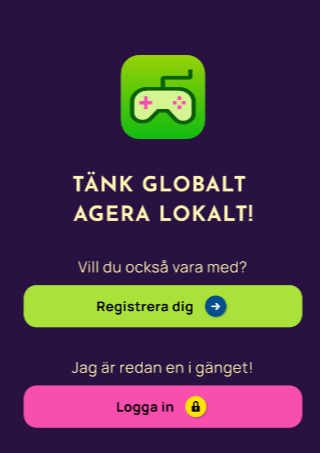 TÄNK GLOBALT
AGERA LOKALT!
Vill du också vara med?
Registrera dig
Jag är redan en i gänget!
Logga in